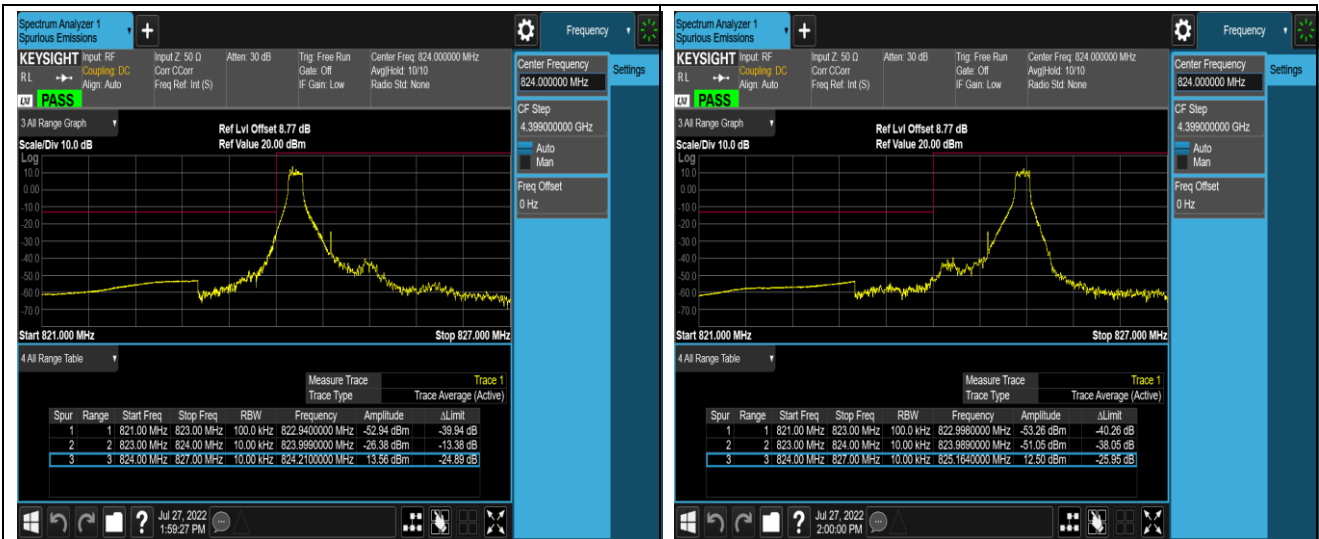 Spectrum Analyzer 1
Spurious Emissions
+
Frequency
KEYSIGHT
RL
Input: RF
Coupling: DC
Align: Auto
Input Z: 50 Ω
Corr CCorr
Freq Ref: Int (S)
Atten: 30 dB
Trig: Free Run
Gate: Off
IF Gain: Low
Center Freq: 824.000000 MHz
Avg|Hold: 10/10
Radio Std: None
LXI PASS
Center Frequency
824.000000 MHz
Settings
CF Step
4.399000000 GHz
Auto
Man
Freq Offset
0 Hz
3 All Range Graph
Ref Lvl Offset 8.77 dB
Scale/Div 10.0 dB
Ref Value 20.00 dBm
Log
10.0
0.00
-10.0
-20.0
-30.0
-40.0
-50.0
-60.0
-70.0
Start 821.000 MHz
Stop 827.000 MHz
4 All Range Table
Measure Trace Trace 1
Trace Type Trace Average (Active)
Spur Range Start Freq Stop Freq RBW Frequency Amplitude ΔLimit
1 1 821.00 MHz 823.00 MHz 100.0 kHz 822.9400000 MHz -52.94 dBm -39.94 dB
2 2 823.00 MHz 824.00 MHz 10.00 kHz 823.9990000 MHz -26.38 dBm -13.38 dB
3 3 824.00 MHz 827.00 MHz 10.00 kHz 824.2100000 MHz 13.56 dBm -24.89 dB
?
Jul 27, 2022
1:59:27 PM
Spectrum Analyzer 1
Spurious Emissions
+
Frequency
KEYSIGHT
RL
Input: RF
Coupling: DC
Align: Auto
Input Z: 50 Ω
Corr CCorr
Freq Ref: Int (S)
Atten: 30 dB
Trig: Free Run
Gate: Off
IF Gain: Low
Center Freq: 824.000000 MHz
Avg|Hold: 10/10
Radio Std: None
LXI PASS
Center Frequency
824.000000 MHz
Settings
CF Step
4.399000000 GHz
Auto
Man
Freq Offset
0 Hz
3 All Range Graph
Ref Lvl Offset 8.77 dB
Scale/Div 10.0 dB
Ref Value 20.00 dBm
Log
10.0
0.00
-10.0
-20.0
-30.0
-40.0
-50.0
-60.0
-70.0
Start 821.000 MHz
Stop 827.000 MHz
4 All Range Table
Measure Trace Trace 1
Trace Type Trace Average (Active)
Spur Range Start Freq Stop Freq RBW Frequency Amplitude ΔLimit
1 1 821.00 MHz 823.00 MHz 100.0 kHz 822.9980000 MHz -53.26 dBm -40.26 dB
2 2 823.00 MHz 824.00 MHz 10.00 kHz 823.9890000 MHz -51.05 dBm -38.05 dB
3 3 824.00 MHz 827.00 MHz 10.00 kHz 825.1640000 MHz 12.50 dBm -25.95 dB
?
Jul 27, 2022
2:00:00 PM